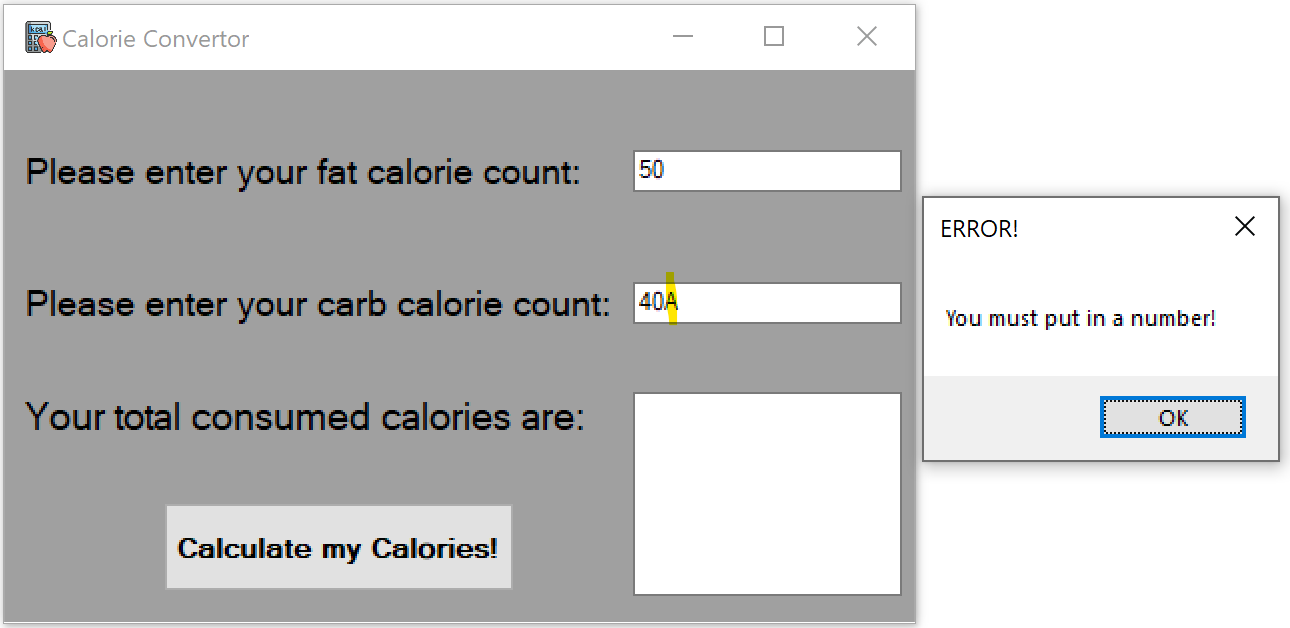 kcal
Calorie Convertor
Please enter your fat calorie count:
50
Please enter your carb calorie count:
40A
Your total consumed calories are:
Calculate my Calories!
ERROR!
You must put in a number!
OK